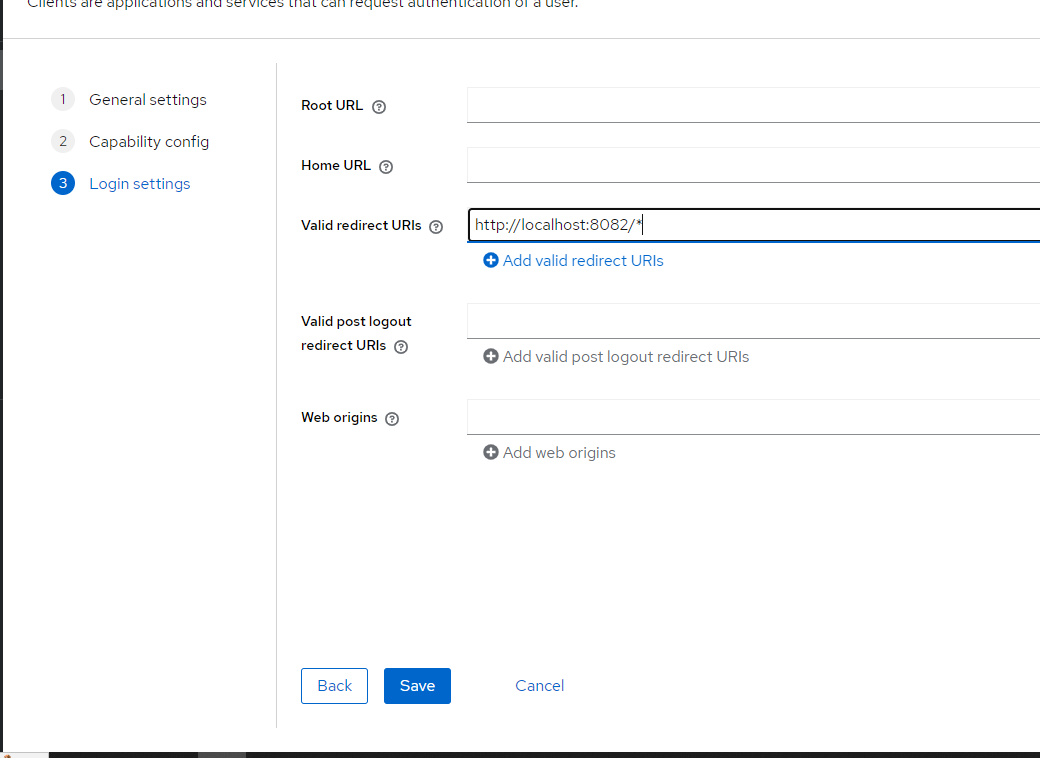 Clients are applications and services that can request authentication of a user.
1 General settings
2 Capability config
3 Login settings
Root URL
Home URL
Valid redirect URIs
http://localhost:8082/*
Add valid redirect URIs
Valid post logout
redirect URIs
Add valid post logout redirect URIs
Web origins
Add web origins
Back Save Cancel